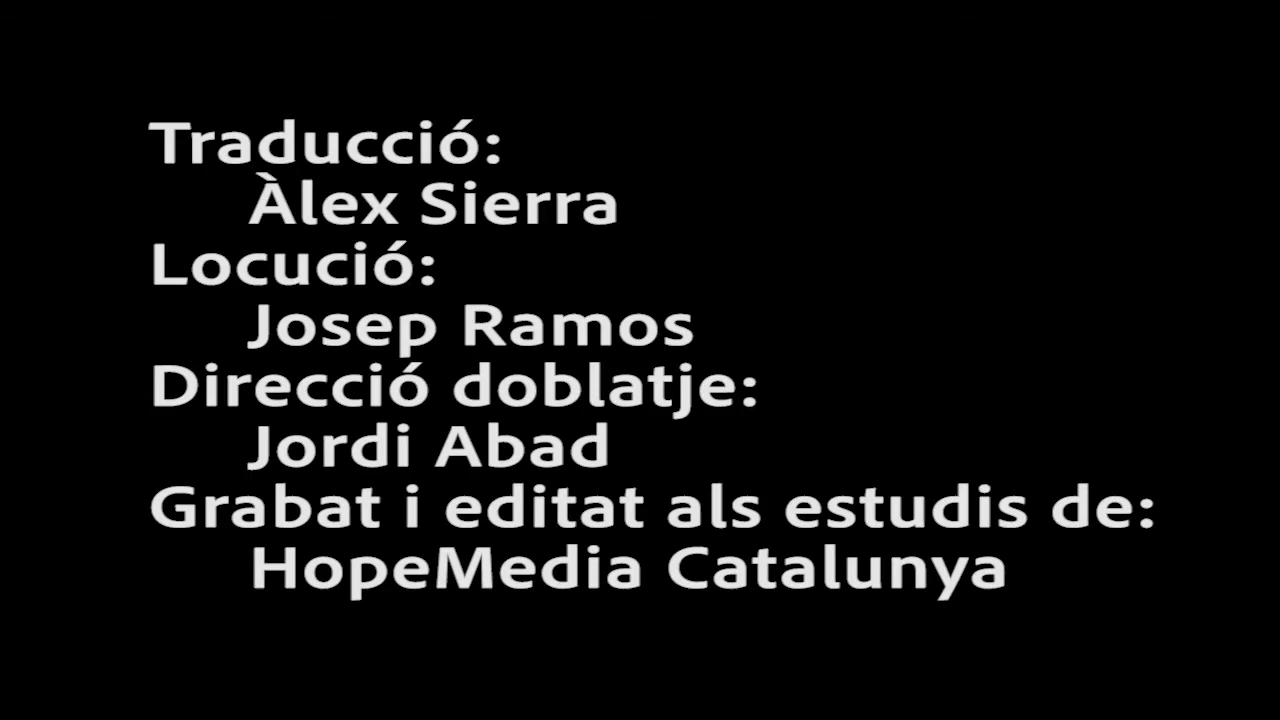 Traducció:
Àlex Sierra
Locució:
Josep Ramos
Direcció doblatje:
Jordi Abad
Grabat i editat als estudis de:
HopeMedia Catalunya